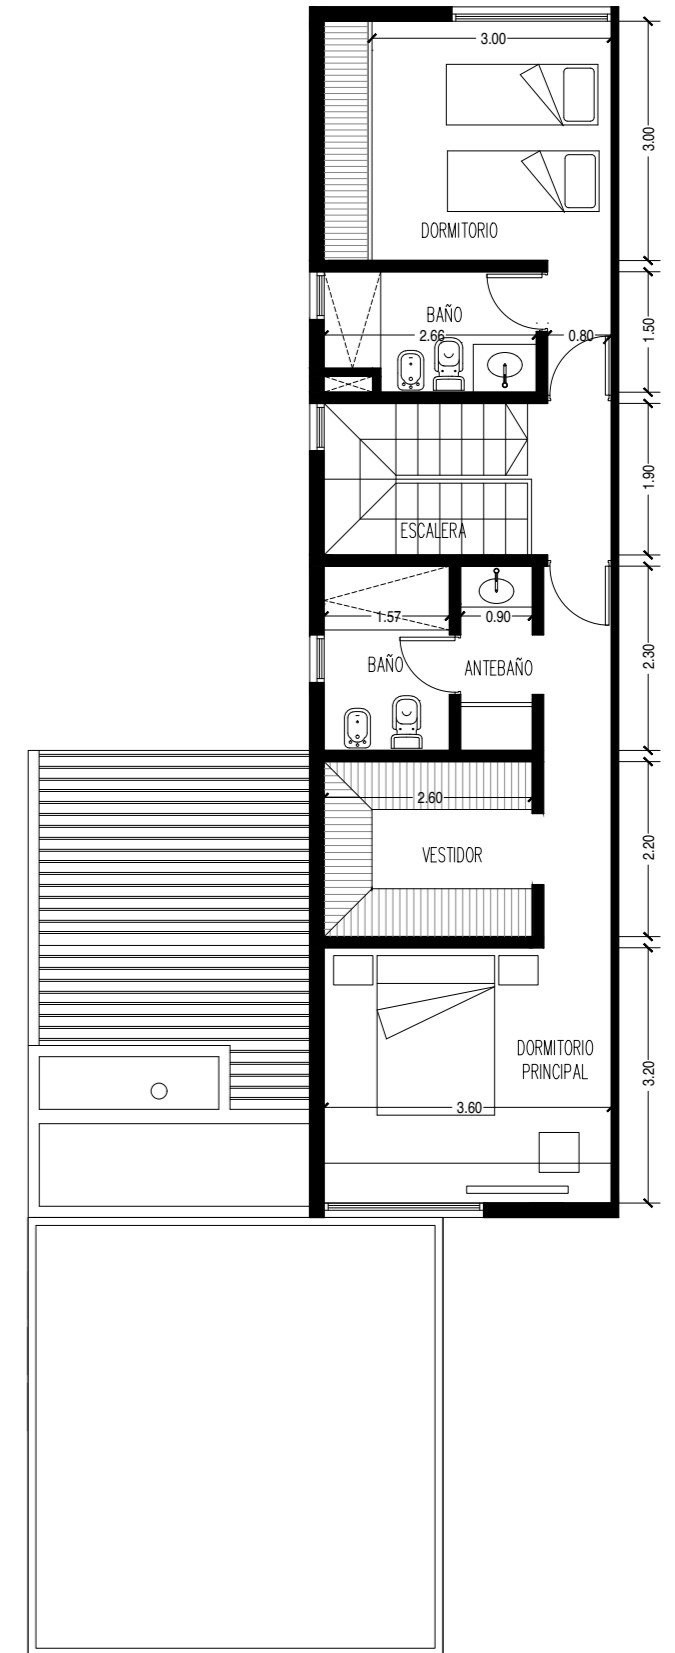 3.00
3.00
DORMITORIO
BAÑO
2.66
0.80
1.50
1.90
ESCALERA
1.57
0.90
2.30
BAÑO
ANTEBAÑO
2.60
2.20
VESTIDOR
DORMITORIO
PRINCIPAL
3.20
3.60